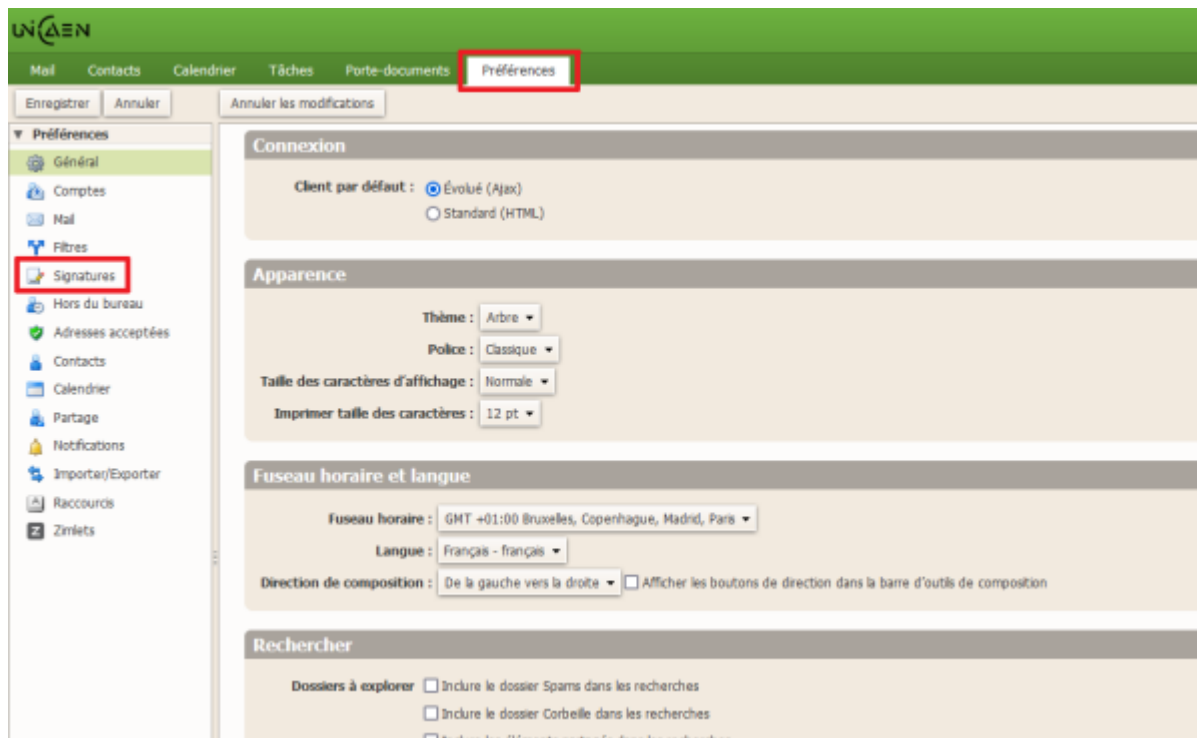 UNICAEN
Mail Contacts Calendrier Tâches Porte-documents Préférences
Enregistrer Annuler Annuler les modifications
Préférences
Général
Comptes
Mail
Filtres
Signatures
Hors du bureau
Adresses acceptées
Contacts
Calendrier
Partage
Notifications
Importer/Exporter
Raccourcis
Zimlets
Connexion
Client par défaut : Évolué (Ajax)
Standard (HTML)
Apparence
Thème : Arbre
Police : Classique
Taille des caractères d'affichage : Normale
Imprimer taille des caractères : 12 pt
Fuseau horaire et langue
Fuseau horaire : GMT +01:00 Bruxelles, Copenhague, Madrid, Paris
Langue : Français - français
Direction de composition : De la gauche vers la droite Afficher les boutons de direction dans la barre d'outils de composition
Rechercher
Dossiers à explorer Inclure le dossier Spams dans les recherches
Inclure le dossier Corbeille dans les recherches